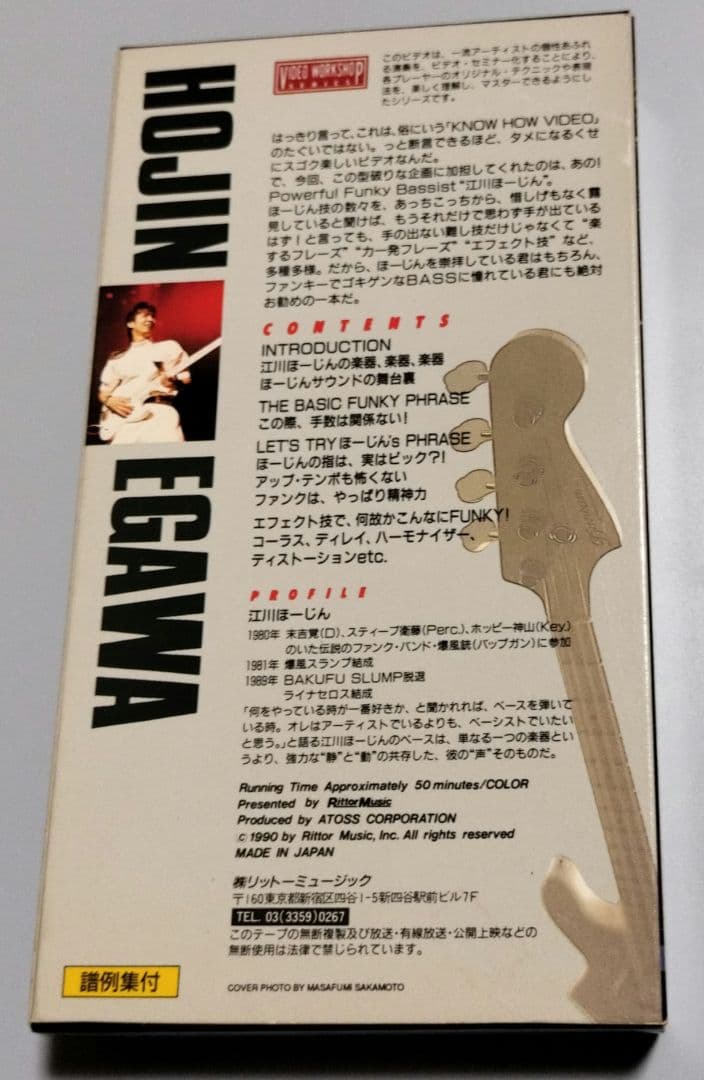 HOJIN EGAWA
VIDEO WORKSHOP
SERIES
このビデオは、一流アーティストの個性あふれ
る演奏を、ビデオ・セミナー化することにより、
各プレーヤーのオリジナル・テクニックや表現
法を、楽しく理解し、マスターできるようにし
たシリーズです。
はっきり言って、これは、俗にいう「KNOW HOW VIDEO」
のたぐいではない。っと断言できるほど、タメになるくせ
にスゴク楽しいビデオなんだ。
で、今回、この型破りな企画に加担してくれたのは、あの!
Powerful Funky Bassist “江川ほーじん”。
ほーじん技の数々を、あっちこっちから、惜しげもなく露
見していると聞けば、もうそれだけで思わず手が出ている
はず!と言っても、手の出ない難し技だけじゃなくて“楽
するフレーズ”“力一発フレーズ”“エフェクト技”など、
多種多様。だから、ほーじんを崇拝している君はもちろん、
ファンキーでゴキゲンなBASSに憧れている君にも絶対
お勧めの一本だ。
CONTENTS
INTRODUCTION
江川ほーじんの楽器、楽器、楽器
ほーじんサウンドの舞台裏
THE BASIC FUNKY PHRASE
この際、手数は関係ない!
LET'S TRY ほーじん's PHRASE
ほーじんの指は、実はピック?!
アップ・テンポも怖くない
ファンクは、やっぱり精神力
エフェクト技で、何故かこんなにFUNKY!
コーラス、ディレイ、ハーモナイザー、
ディストーションetc.
PROFILE
江川ほーじん
1980年 末吉覚(D)、スティーブ衛藤(Perc.)、ホッピー神山(Key.)
のいた伝説のファンク・バンド・爆風銃(バップガン)に参加
1981年 爆風スランプ結成
1989年 BAKUFU SLUMP脱退
ライナセロス結成
「何をやっている時が一番好きか、と聞かれれば、ベースを弾いて
いる時。オレはアーティストでいるよりも、ベーシストでいたい
と思う。」と語る江川ほーじんのベースは、単なる一つの楽器とい
うより、強力な“静”と“動”の共存した、彼の“声”そのものだ。
Running Time Approximately 50 minutes/COLOR
Presented by RittorMusic
Produced by ATOSS CORPORATION
©1990 by Rittor Music, Inc. All rights reserved
MADE IN JAPAN
㈱リットーミュージック
〒160東京都新宿区四谷1-5新四谷駅前ビル7F
TEL. 03(3359)0267
このテープの無断複製及び放送・有線放送・公開上映などの
無断使用は法律で禁じられています。
譜例集付
COVER PHOTO BY MASAFUMI SAKAMOTO